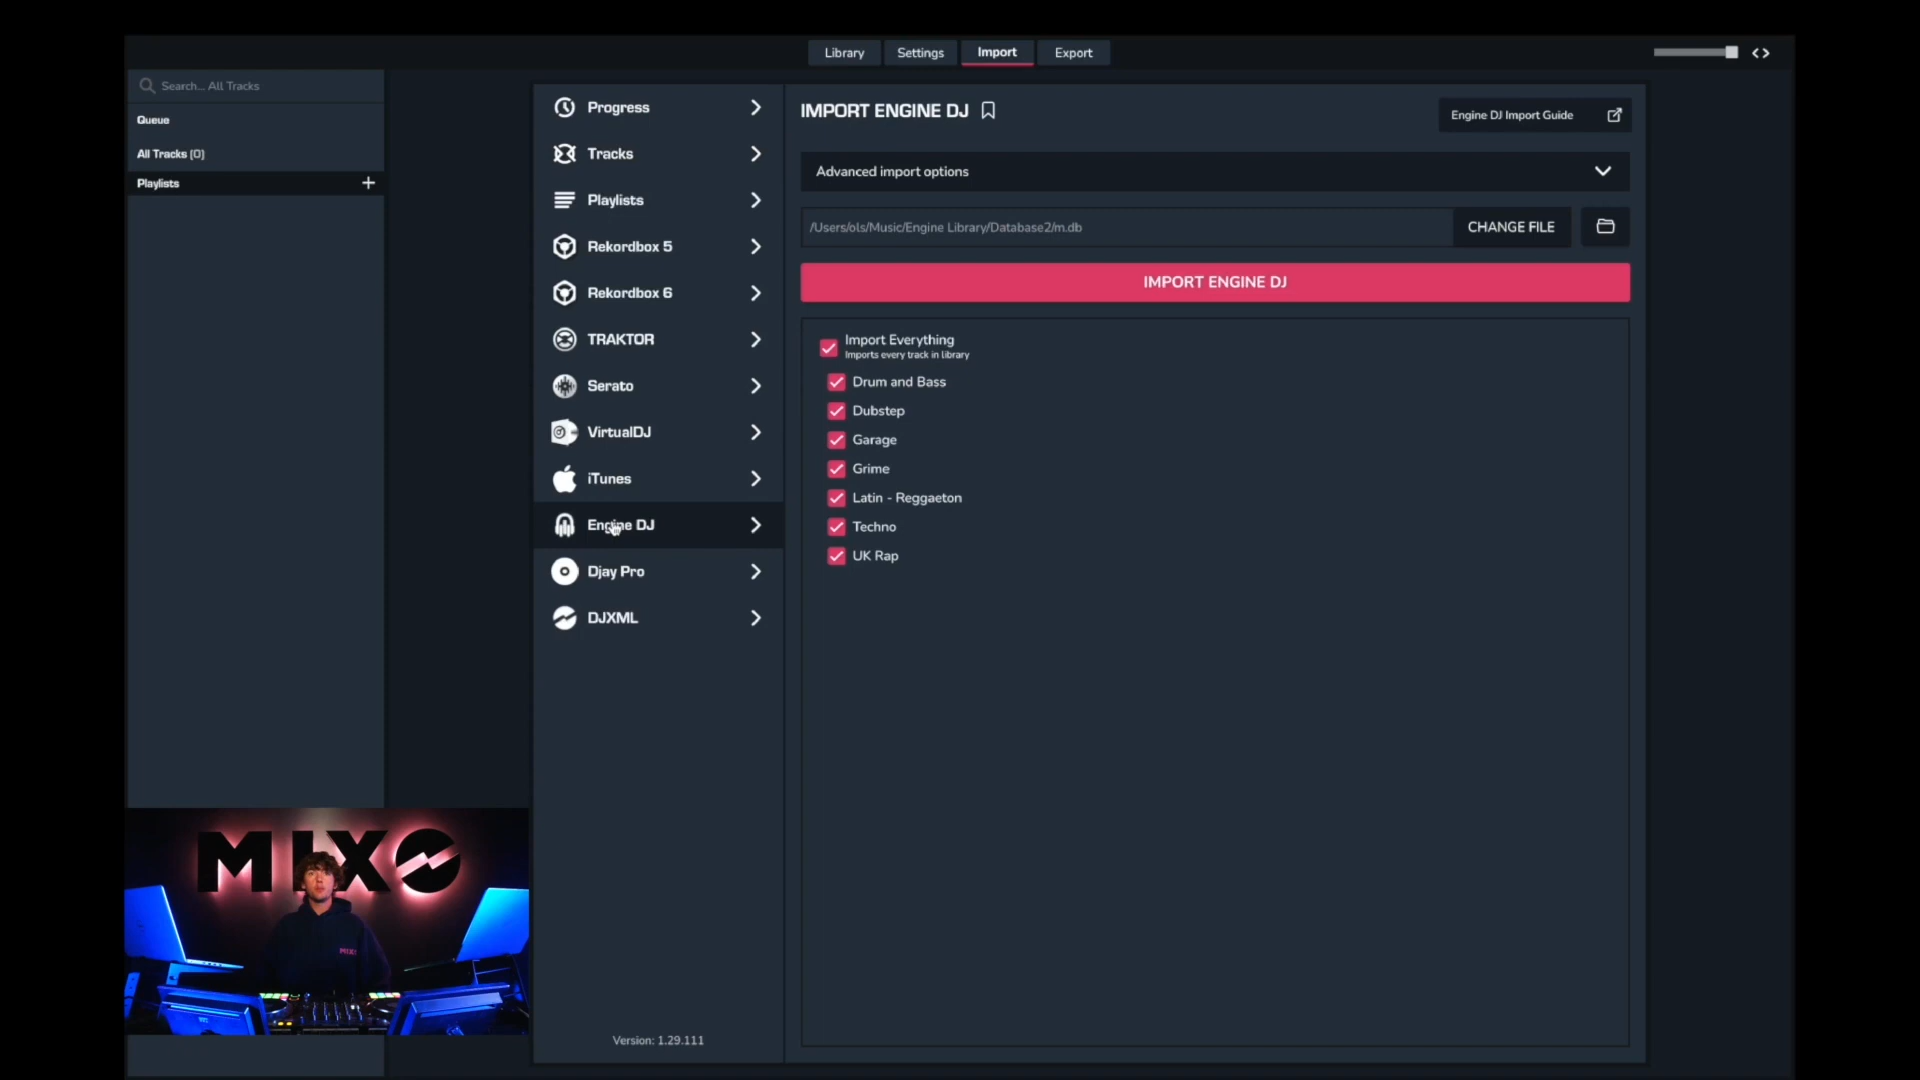 Library
Settings
Import
Export
Search... All Tracks
Queue
All Tracks (0)
Playlists
Progress
Tracks
Playlists
Rekordbox 5
Rekordbox 6
TRAKTOR
Serato
VirtualDJ
iTunes
Engine DJ
Djay Pro
DJXML
Version: 1.29.111
IMPORT ENGINE DJ
Engine DJ Import Guide
Advanced import options
/Users/ols/Music/Engine Library/Database2/m.db
CHANGE FILE
IMPORT ENGINE DJ
Import Everything
Imports every track in library
Drum and Bass
Dubstep
Garage
Grime
Latin - Reggaeton
Techno
UK Rap
MIXO